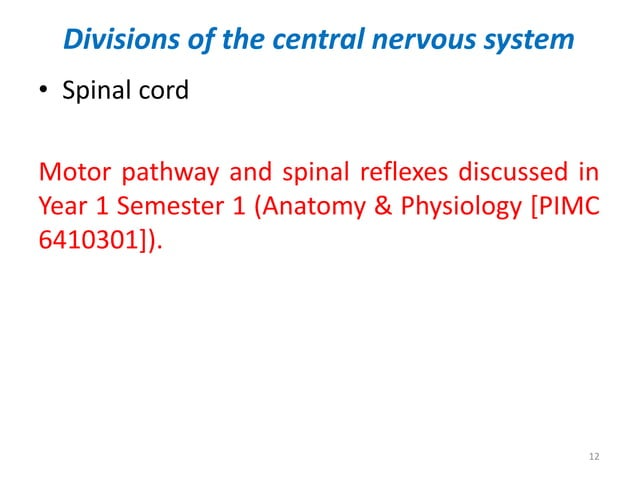 Divisions of the central nervous system
• Spinal cord
Motor pathway and spinal reflexes discussed in
Year 1 Semester 1 (Anatomy & Physiology [PIMC
6410301]).
12